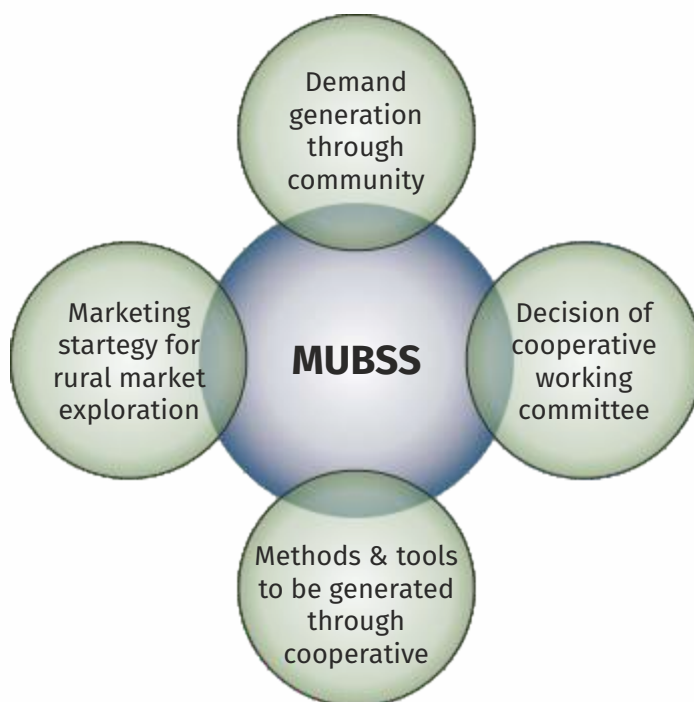 Demand
generation
through
community
Marketing
startegy for
rural market
exploration
MUBSS
Decision of
cooperative
working
committee
Methods & tools
to be generated
through
cooperative